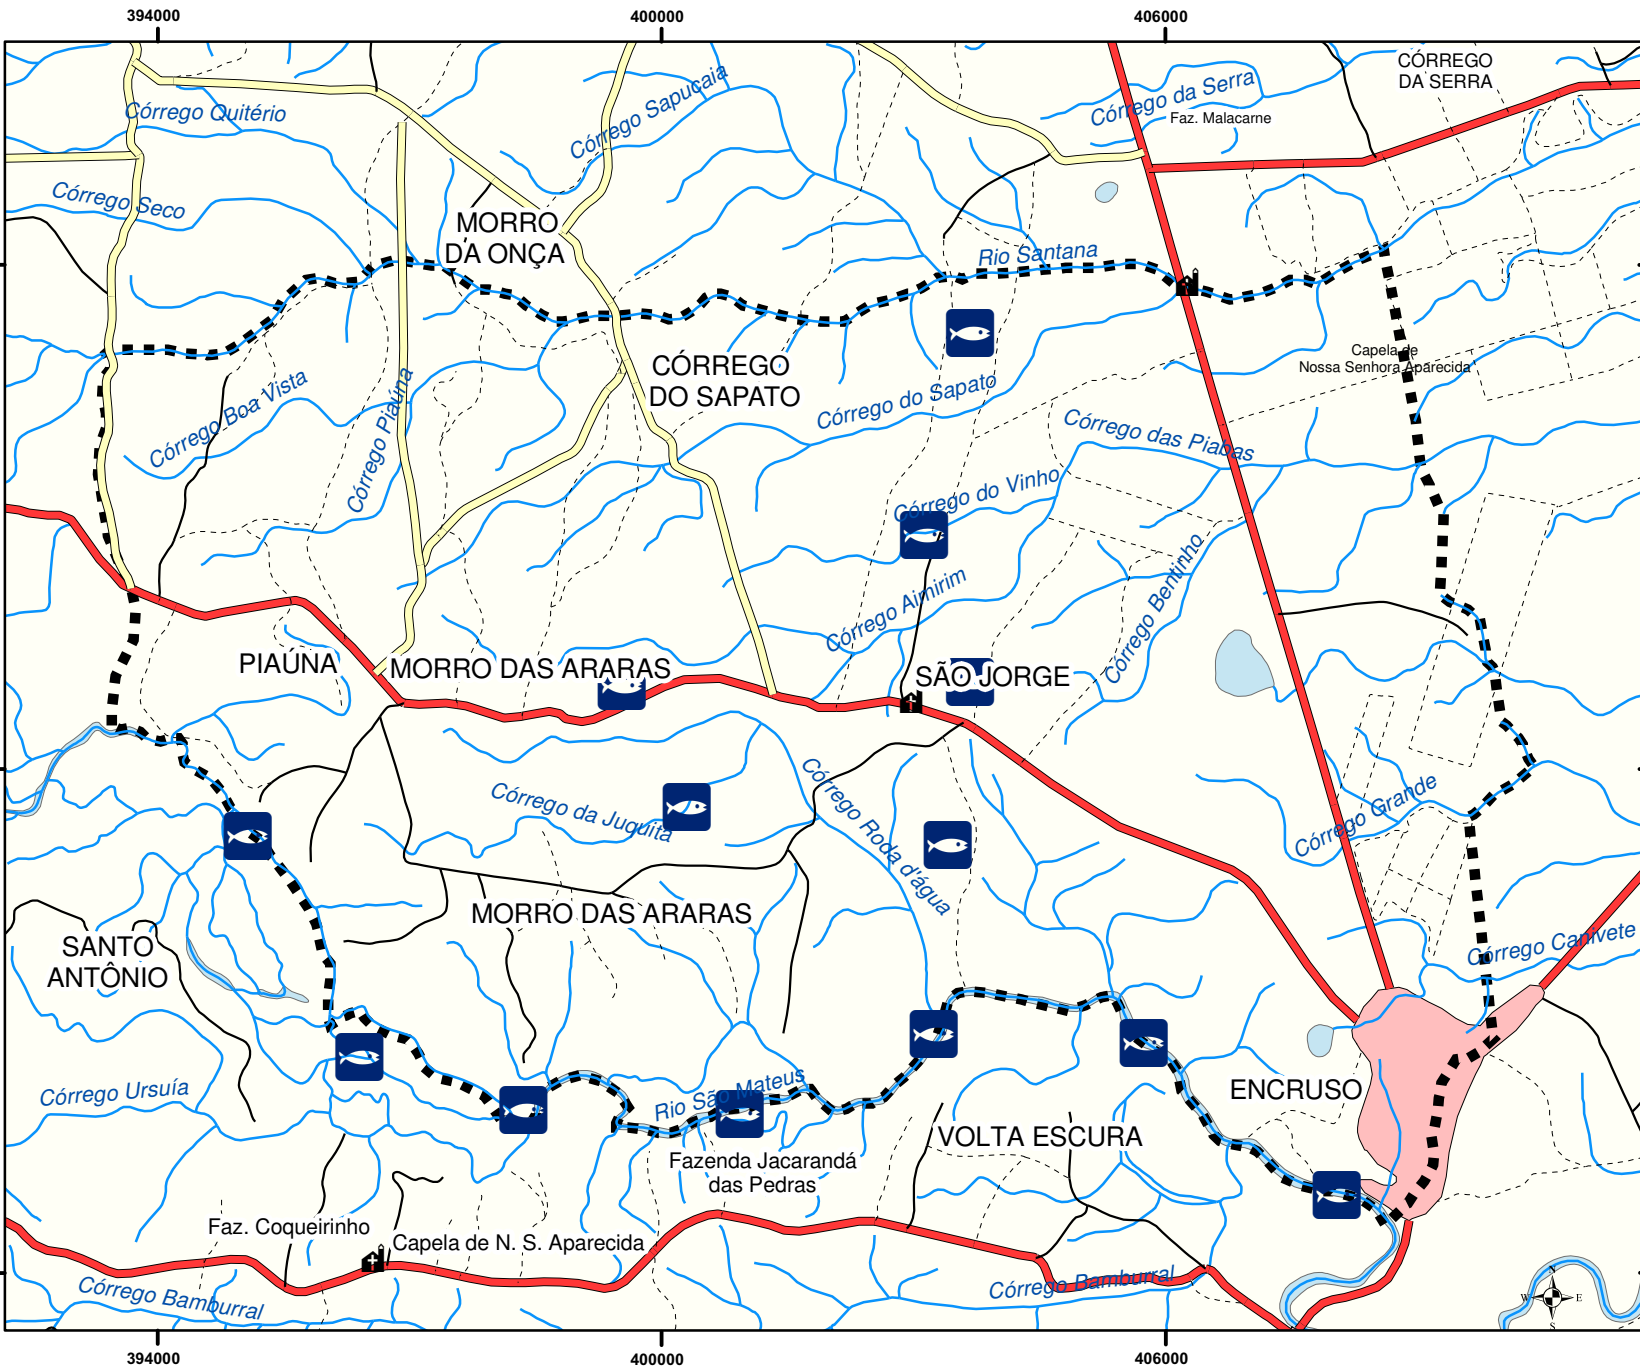 394000
400000
406000
CÓRREGO
DA SERRA
Córrego Quitério
Córrego Sapucaia
Córrego da Serra
Faz. Malacarne
Córrego Seco
MORRO
DA ONÇA
Rio Santana
Capela de
Nossa Senhora Aparecida
CÓRREGO
DO SAPATO
Córrego Boa Vista
Córrego Piaúna
Córrego do Sapato
Córrego das Piabas
Córrego do Vinho
Córrego Aimirim
Córrego Bentinho
PIAÚNA
MORRO DAS ARARAS
SÃO JORGE
Córrego da Juquita
Córrego Roda d'água
Córrego Grande
MORRO DAS ARARAS
SANTO
ANTÔNIO
Córrego Canivete
Córrego Ursuía
Rio São Mateus
ENCRUSO
VOLTA ESCURA
Fazenda Jacarandá
das Pedras
Faz. Coqueirinho
Capela de N. S. Aparecida
Córrego Bamburral
Córrego Bamburral
N
W
E
S
394000
400000
406000